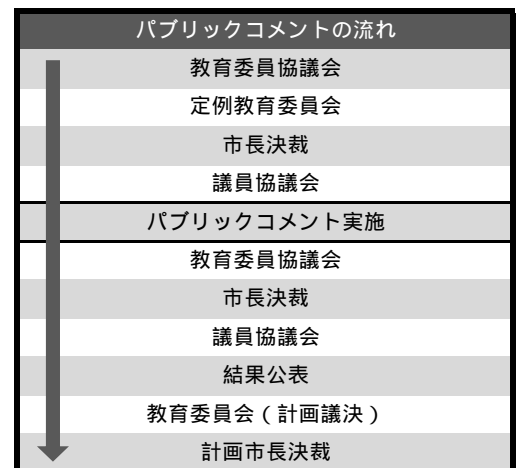 パブリックコメントの流れ
教育委員協議会
定例教育委員会
市長決裁
議員協議会
パブリックコメント実施
教育委員協議会
市長決裁
議員協議会
結果公表
教育委員会（計画議決）
計画市長決裁